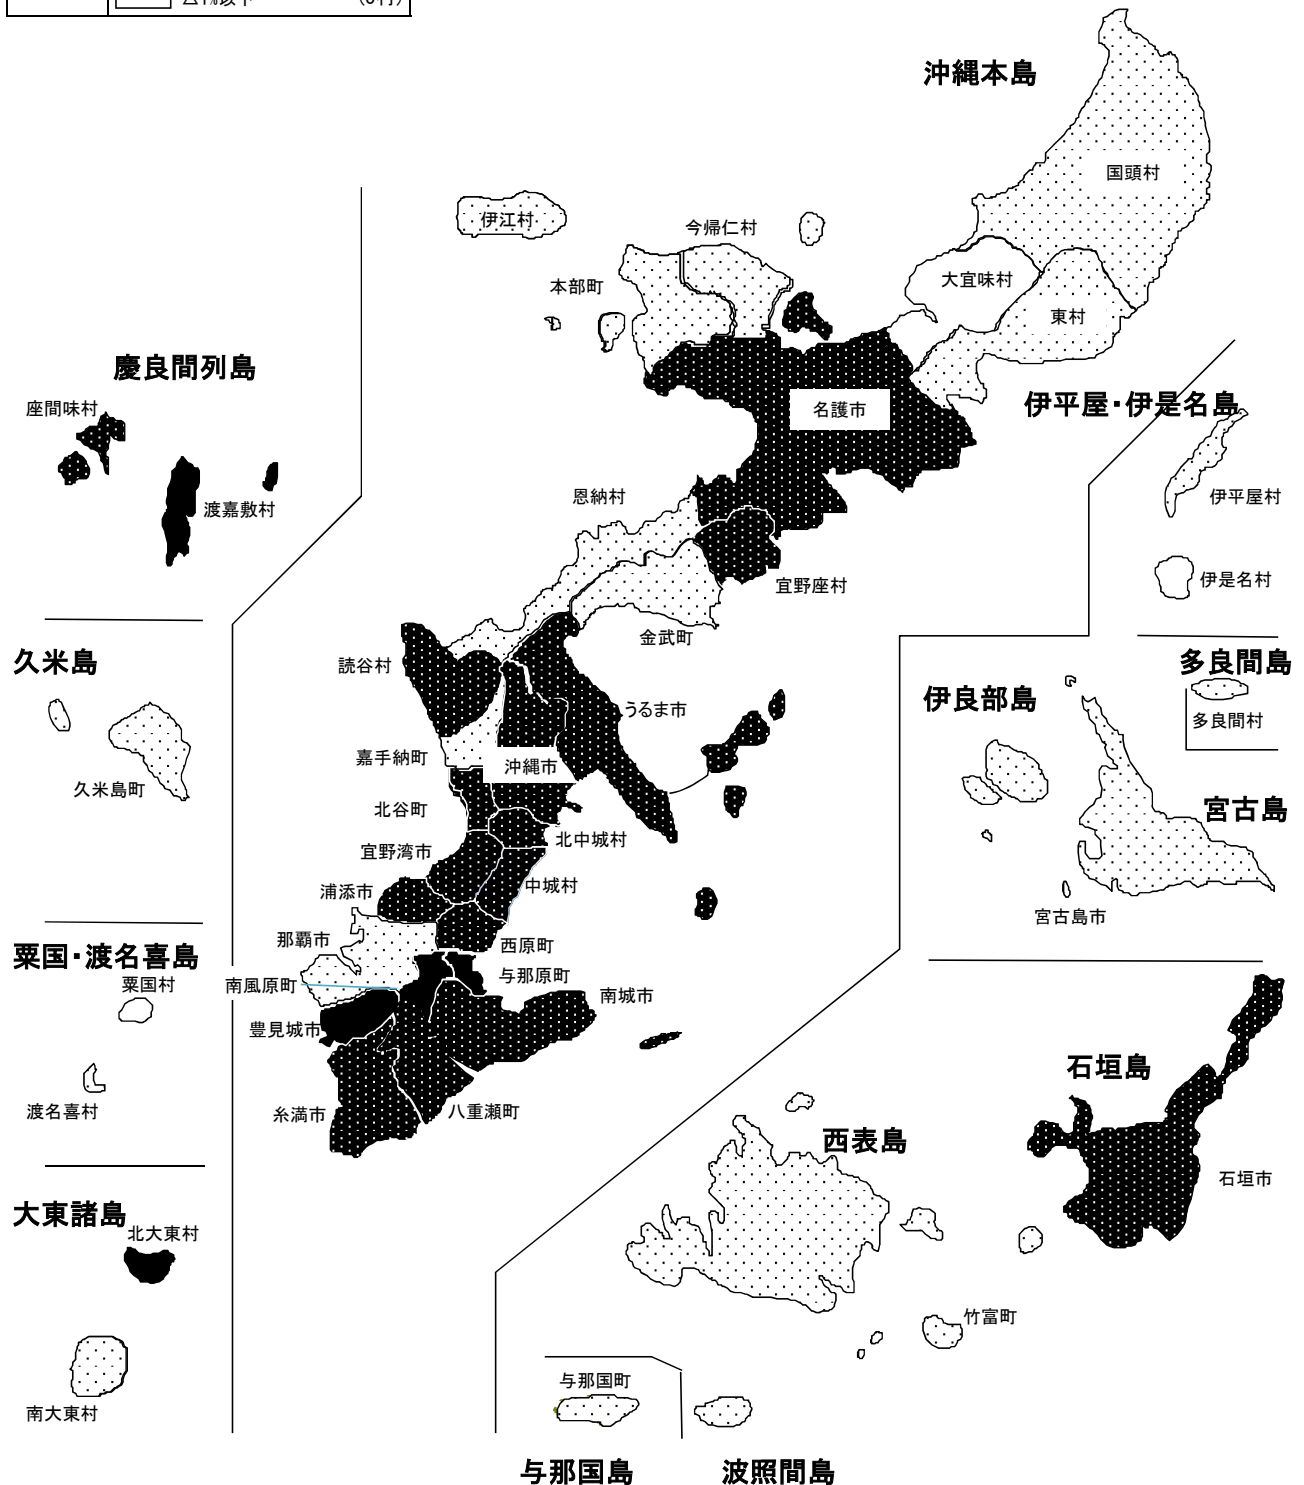 沖縄本島
国頭村
伊江村
今帰仁村
大宜味村
本部町
東村
慶良間列島
座間味村
名護市
伊平屋・伊是名島
伊平屋村
恩納村
渡嘉敷村
伊是名村
宜野座村
金武町
久米島
読谷村
多良間島
伊良部島
うるま市
多良間村
嘉手納町
沖縄市
久米島町
北谷町
宮古島
北中城村
宜野湾市
中城村
浦添市
宮古島市
那覇市
西原町
粟国・渡名喜島
粟国村
南風原町
与那原町
南城市
豊見城市
石垣島
渡名喜村
糸満市
八重瀬町
西表島
石垣市
大東諸島
北大東村
竹富町
与那国町
南大東村
与那国島
波照間島